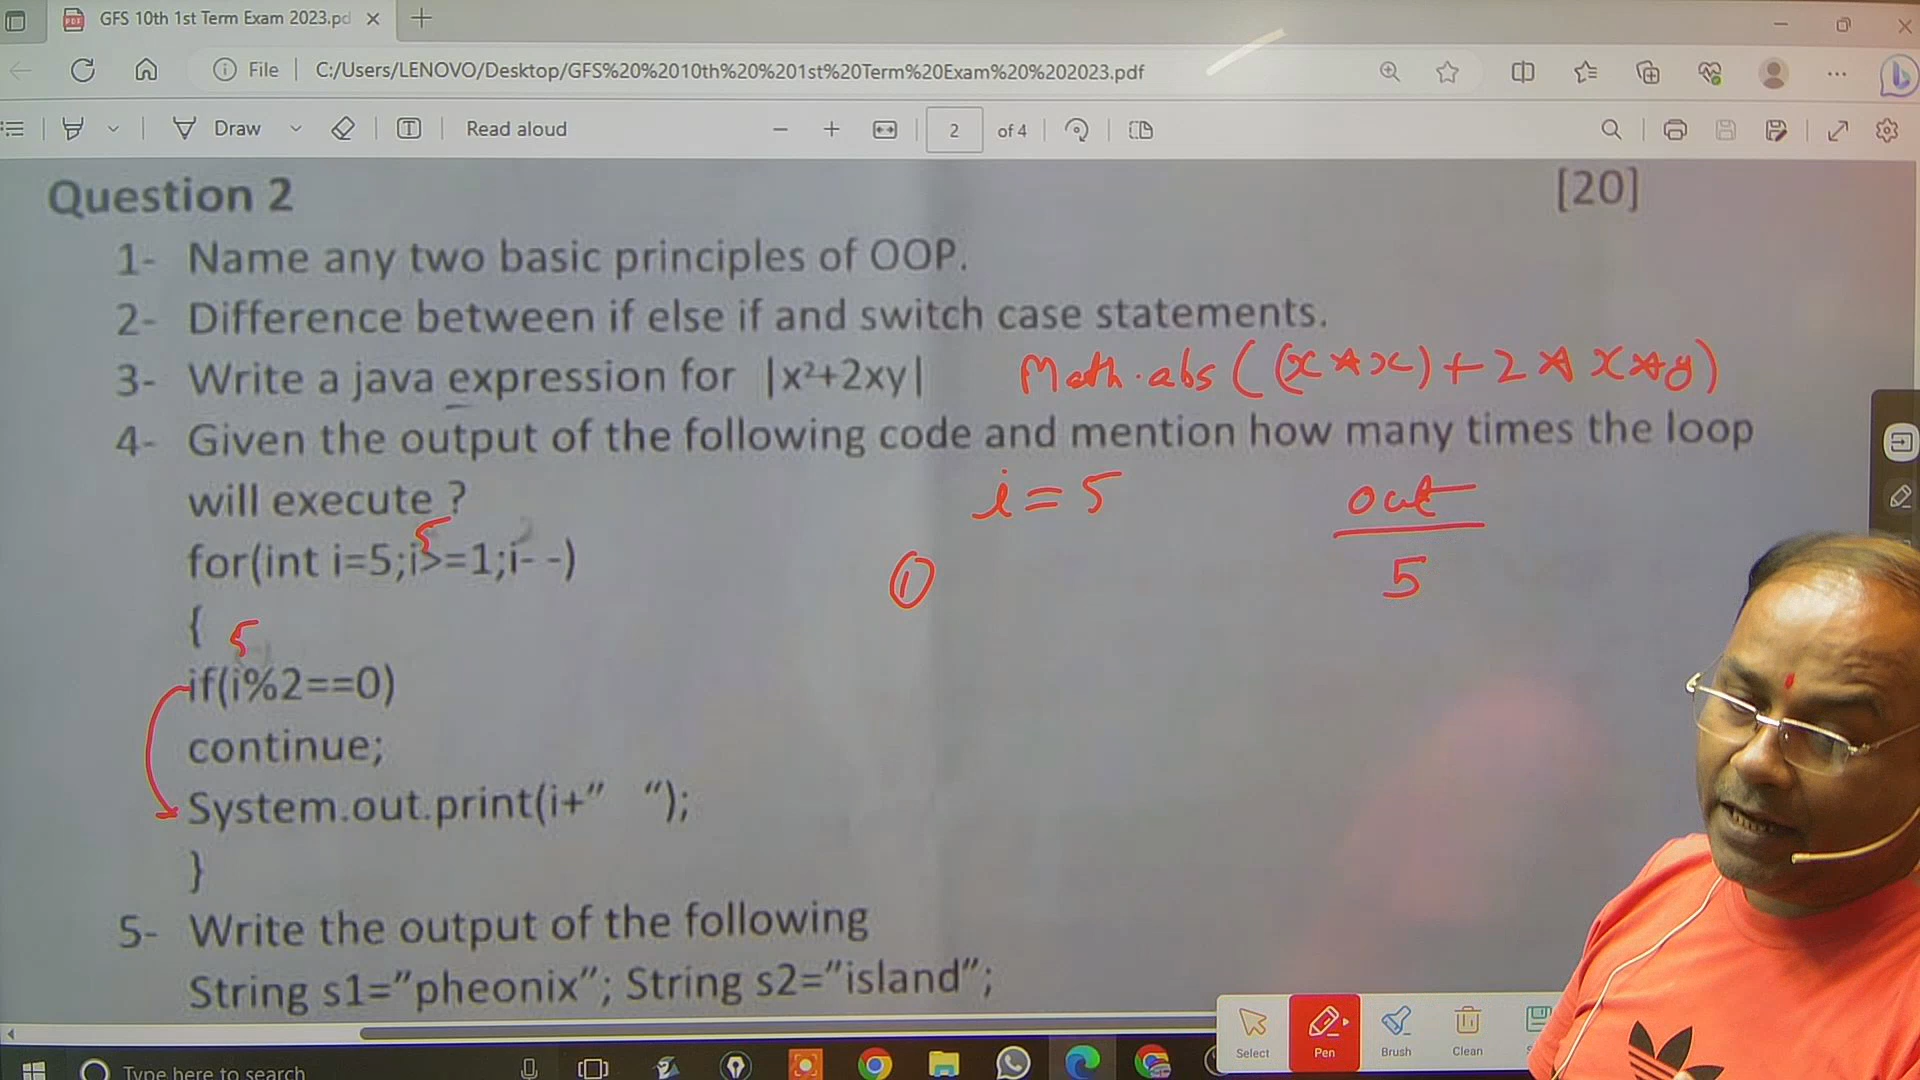 GFS 10th 1st Term Exam 2023.pd
File
C:/Users/LENOVO/Desktop/GFS%20%2010th%20%201st%20Term%20Exam%20%202023.pdf
Draw
Read aloud
2 of 4
Question 2 [20]
1- Name any two basic principles of OOP.
2- Difference between if else if and switch case statements.
3- Write a java expression for |x²+2xy| Math.abs((x*x)+2*x*y)
4- Given the output of the following code and mention how many times the loop
will execute ? i=5 out
5
for(int i=5;i>=1;i- -) ① 5
{ 5
if(i%2==0)
continue;
System.out.print(i+” “);
}
5- Write the output of the following
String s1=”pheonix”; String s2=”island”;
Select Pen Brush Clean
Type here to search